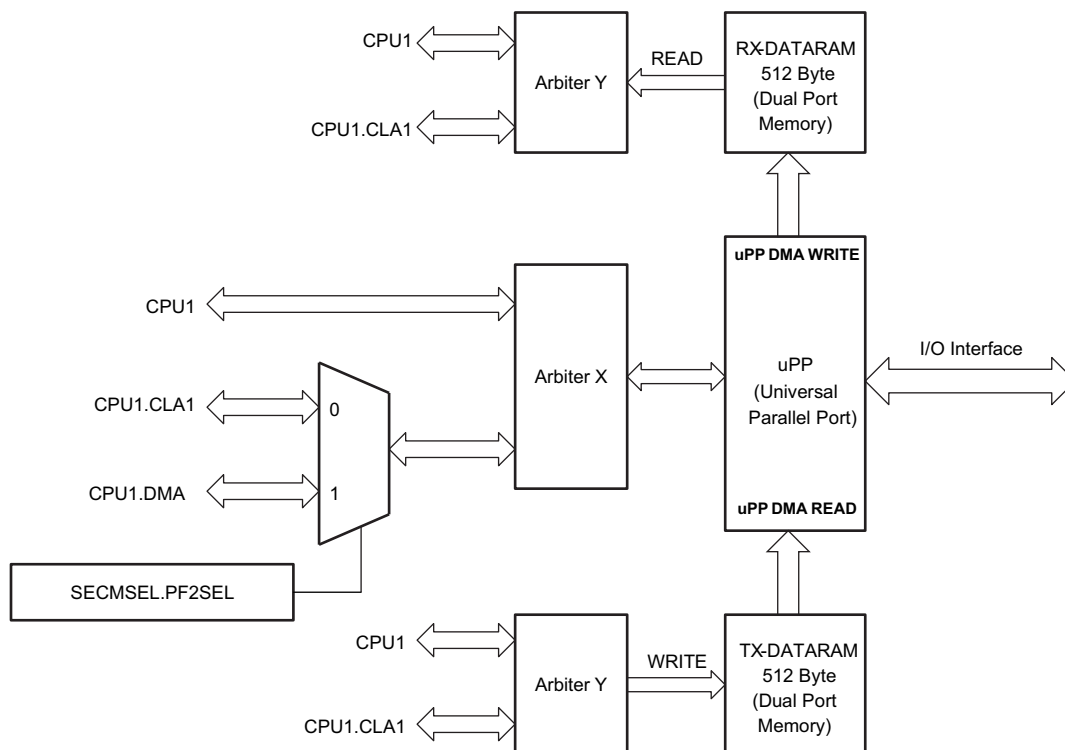 CPU1
CPU1.CLA1
Arbiter Y
READ
RX-DATARAM
512 Byte
(Dual Port
Memory)
CPU1
CPU1.CLA1
CPU1.DMA
0
1
SECMSEL.PF2SEL
Arbiter X
uPP DMA WRITE
uPP
(Universal
Parallel Port)
uPP DMA READ
I/O Interface
CPU1
CPU1.CLA1
Arbiter Y
WRITE
TX-DATARAM
512 Byte
(Dual Port
Memory)